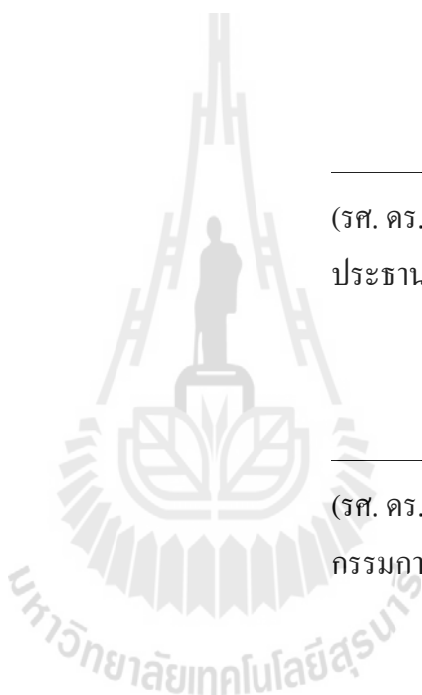 (รศ. ดร.
ประธาน
(รศ. ดร.
กรรมกา
มหาวิทยาลัยเทคโนโลยีสุรนาร